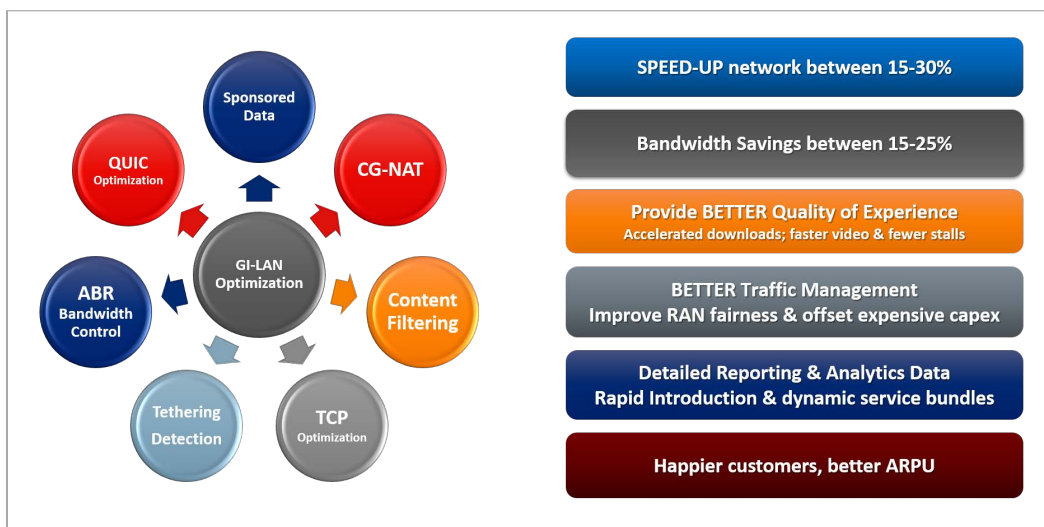 Sponsored
Data
QUIC
Optimization
CG-NAT
GI-LAN
Optimization
ABR
Bandwidth
Control
Content
Filtering
Tethering
Detection
TCP
Optimization
SPEED-UP network between 15-30%
Bandwidth Savings between 15-25%
Provide BETTER Quality of Experience
Accelerated downloads; faster video & fewer stalls
BETTER Traffic Management
Improve RAN fairness & offset expensive capex
Detailed Reporting & Analytics Data
Rapid Introduction & dynamic service bundles
Happier customers, better ARPU